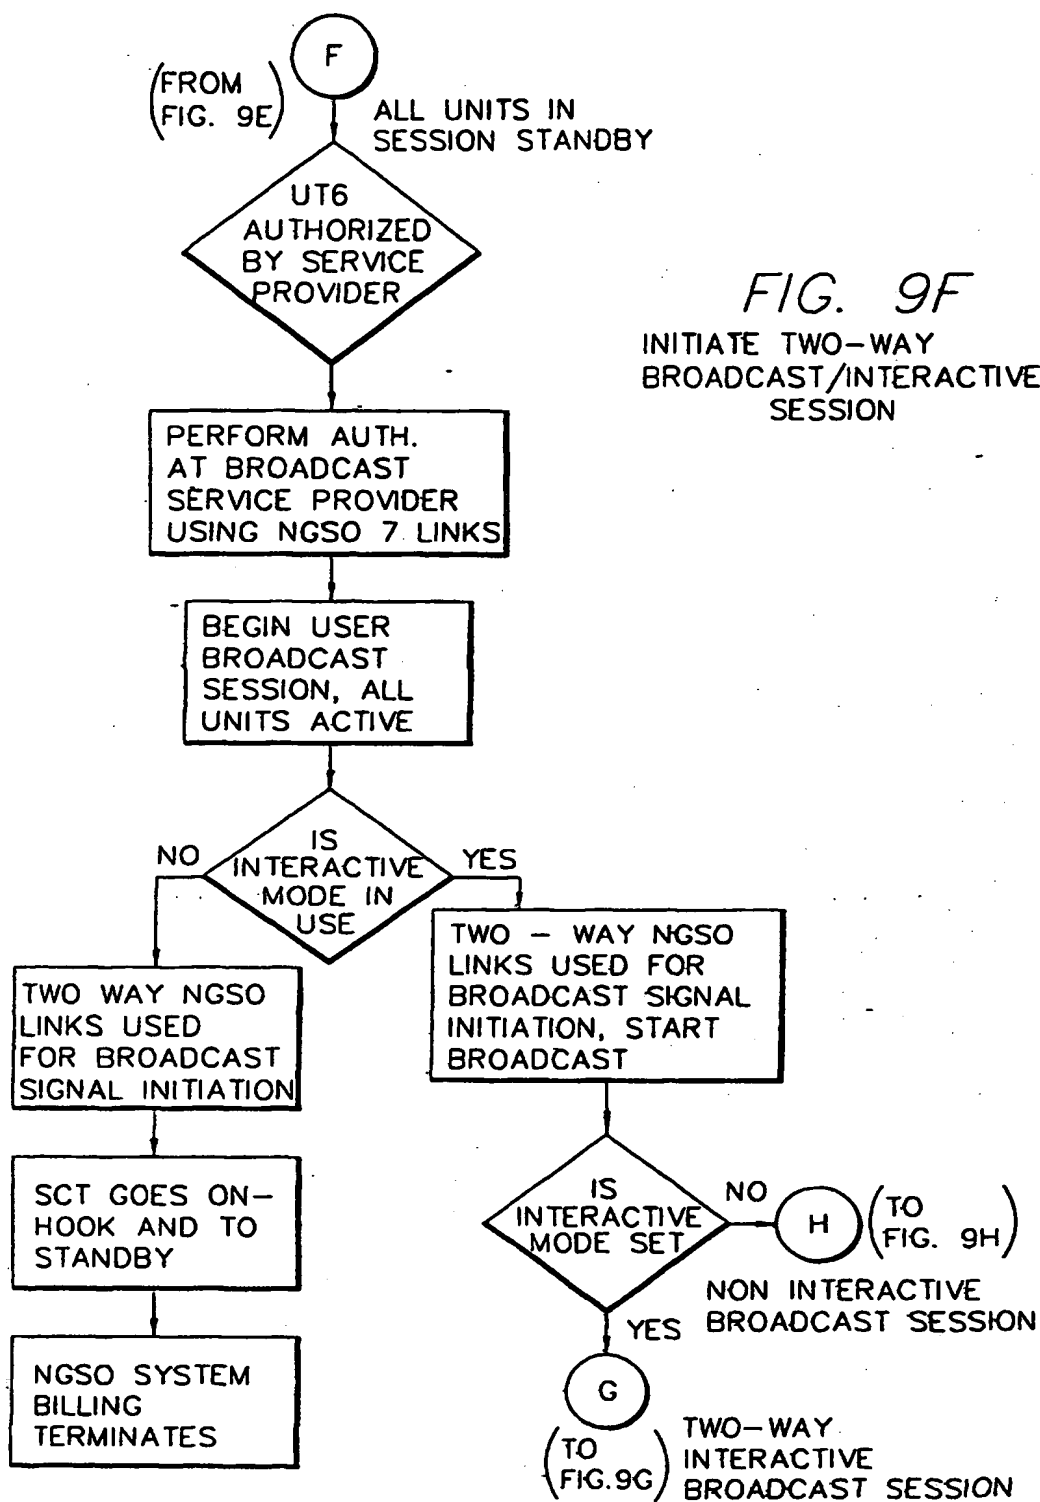 F
(FROM
FIG. 9E)
ALL UNITS IN
SESSION STANDBY
UT6
AUTHORIZED
BY SERVICE
PROVIDER
FIG. 9F
INITIATE TWO-WAY
BROADCAST/INTERACTIVE
SESSION
PERFORM AUTH.
AT BROADCAST
SERVICE PROVIDER
USING NGSO 7 LINKS
BEGIN USER
BROADCAST
SESSION, ALL
UNITS ACTIVE
IS
INTERACTIVE
MODE IN
USE
NO
YES
TWO WAY NGSO
LINKS USED
FOR BROADCAST
SIGNAL INITIATION
SCT GOES ON-
HOOK AND TO
STANDBY
NGSO SYSTEM
BILLING
TERMINATES
TWO - WAY NGSO
LINKS USED FOR
BROADCAST SIGNAL
INITIATION, START
BROADCAST
IS
INTERACTIVE
MODE SET
NO
H
(TO
FIG. 9H)
NON INTERACTIVE
BROADCAST SESSION
YES
G
(TO
FIG.9G)
TWO-WAY
INTERACTIVE
BROADCAST SESSION